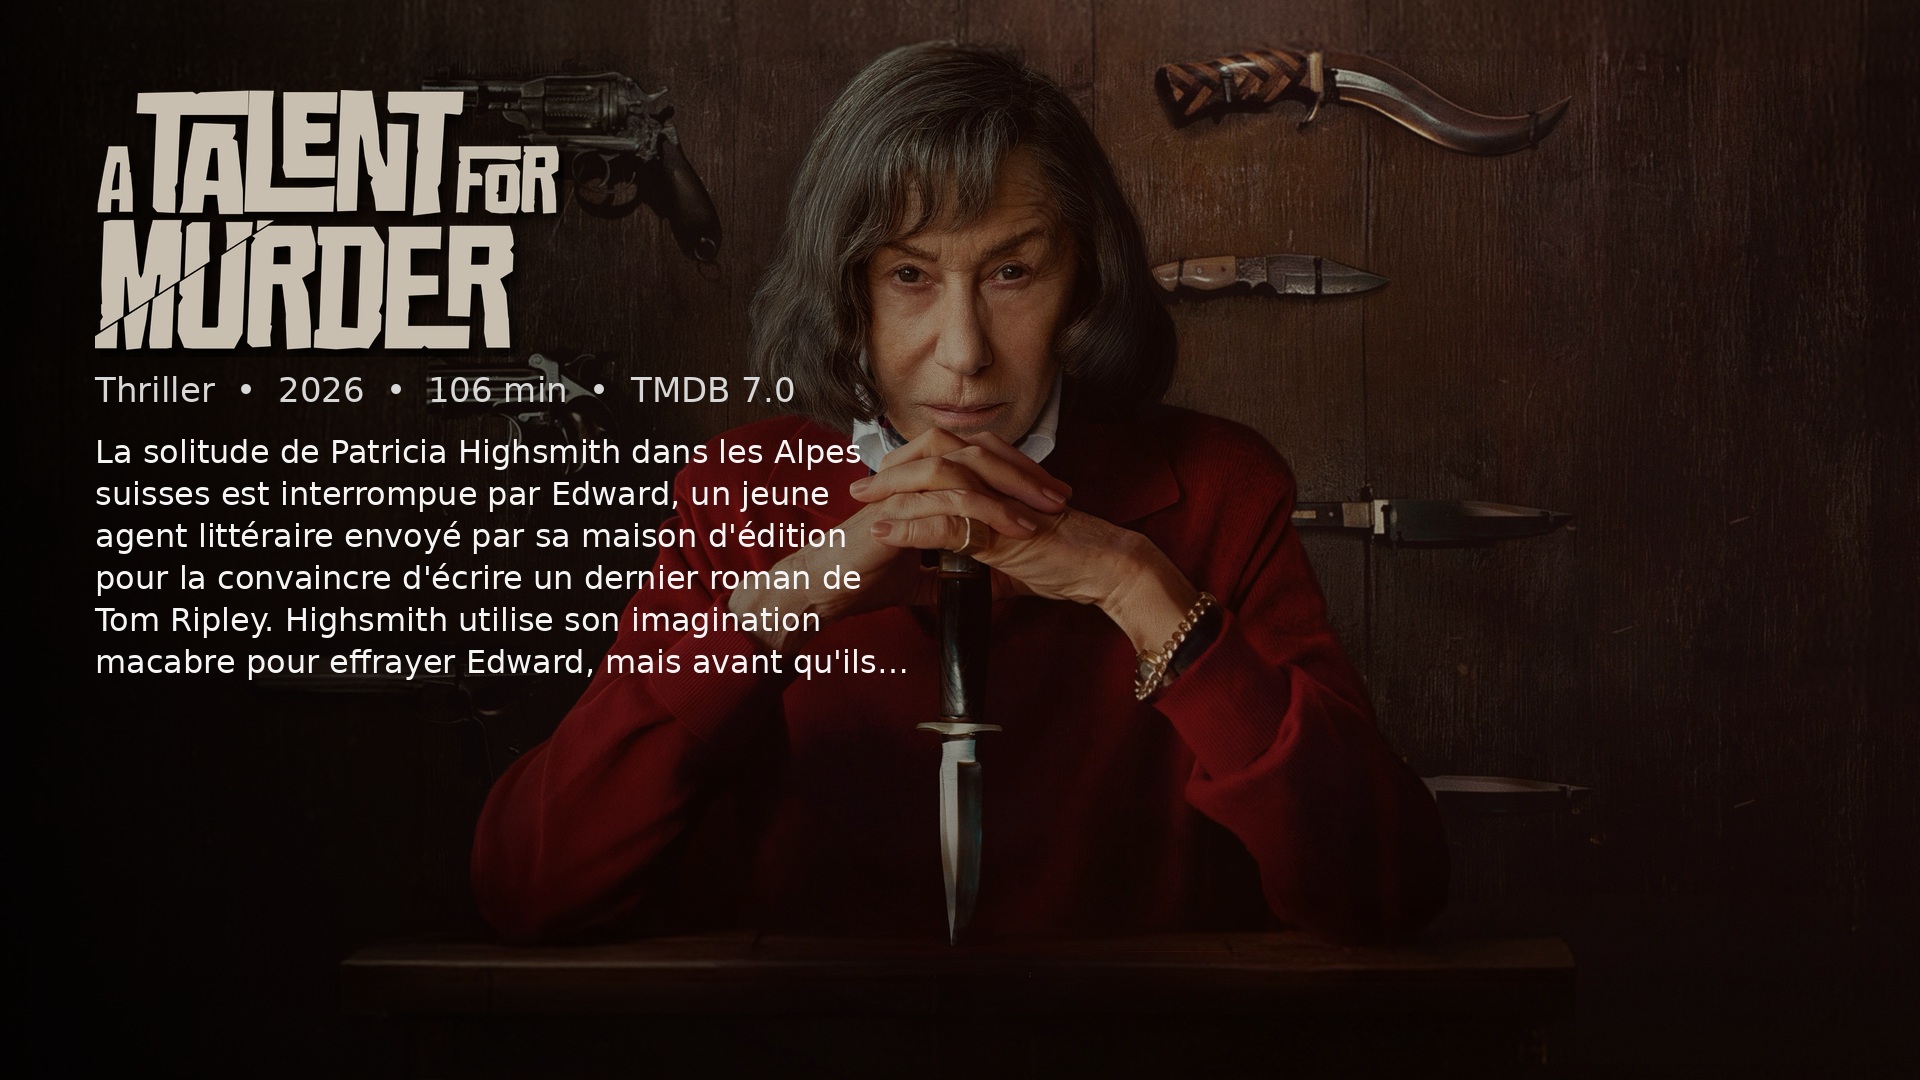 A TALENT FOR
MURDER
Thriller • 2026 • 106 min • TMDB 7.0
La solitude de Patricia Highsmith dans les Alpes
suisses est interrompue par Edward, un jeune
agent littéraire envoyé par sa maison d'édition
pour la convaincre d'écrire un dernier roman de
Tom Ripley. Highsmith utilise son imagination
macabre pour effrayer Edward, mais avant qu'ils...